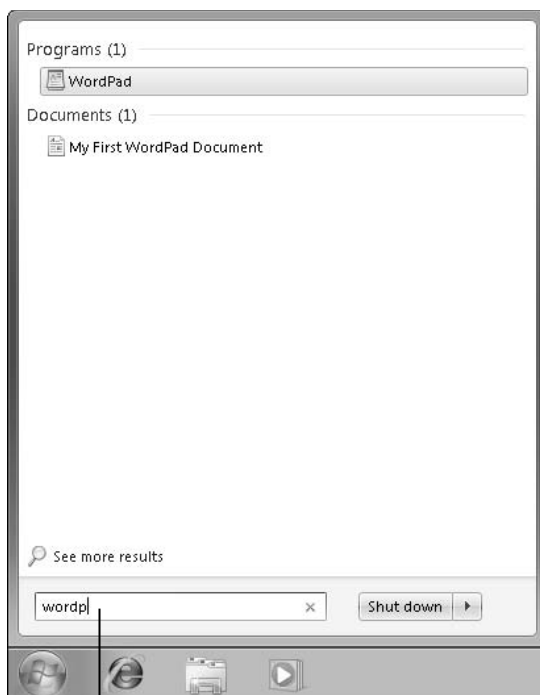 Programs (1)
WordPad
Documents (1)
My First WordPad Document
See more results
wordp
Shut down